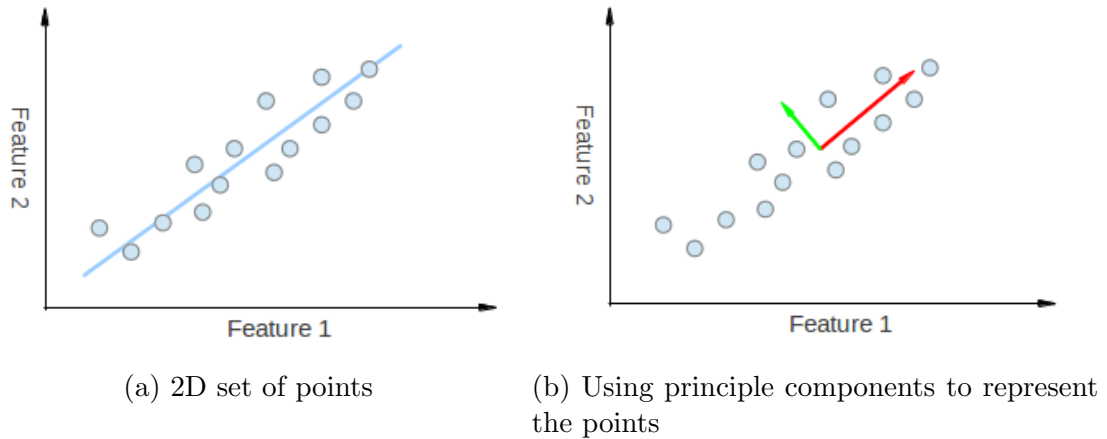 Feature 2
Feature 1
(a) 2D set of points
Feature 2
Feature 1
(b) Using principle components to represent
the points